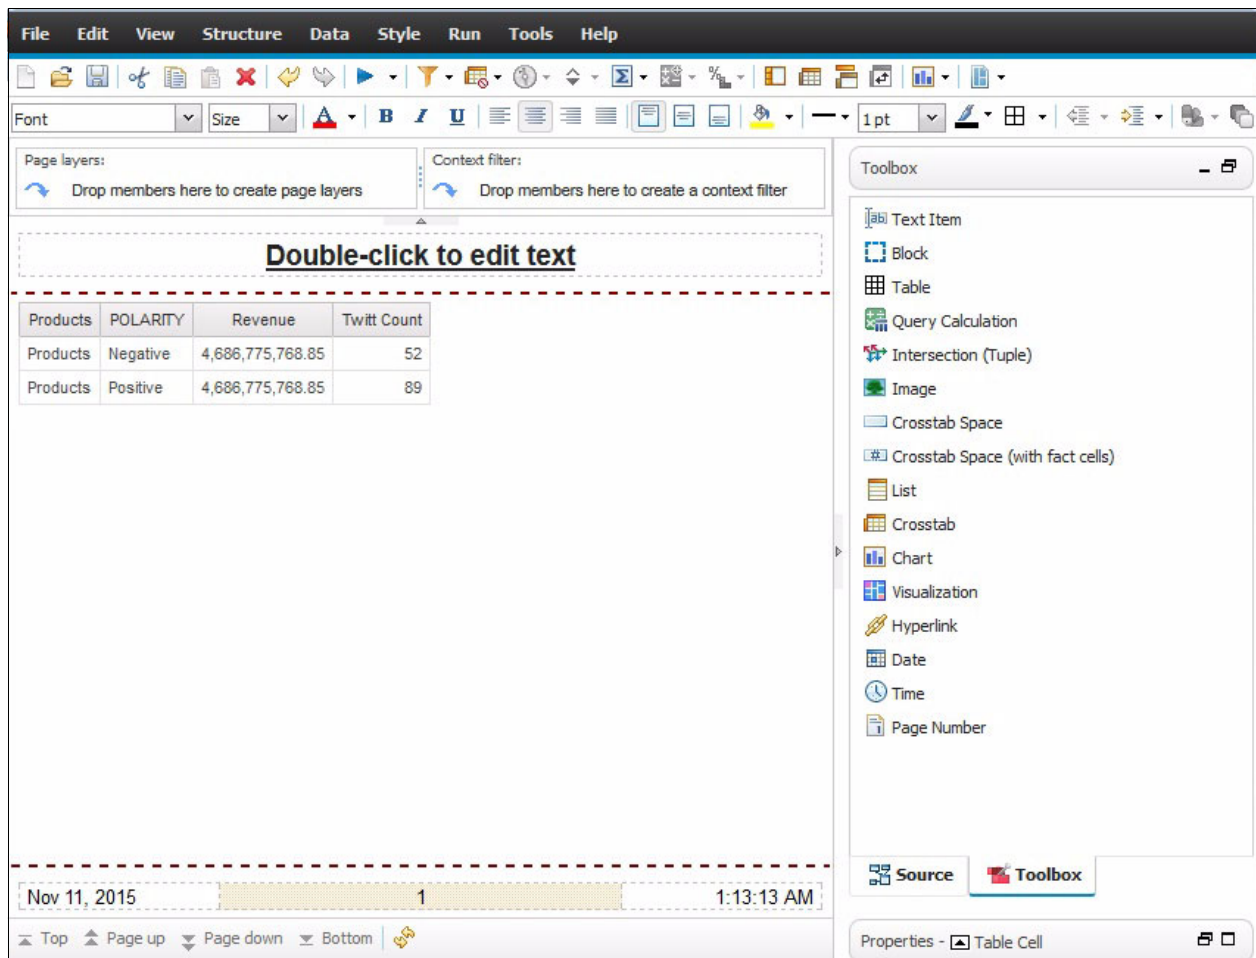 File Edit View Structure Data Style Run Tools Help
Font Size A B I U 1 pt
Page layers:
Drop members here to create page layers
Context filter:
Drop members here to create a context filter
Double-click to edit text
Products POLARITY Revenue Twitt Count
Products Negative 4,686,775,768.85 52
Products Positive 4,686,775,768.85 89
Nov 11, 2015 1 1:13:13 AM
Top Page up Page down Bottom
Toolbox
Text Item
Block
Table
Query Calculation
Intersection (Tuple)
Image
Crosstab Space
Crosstab Space (with fact cells)
List
Crosstab
Chart
Visualization
Hyperlink
Date
Time
Page Number
Source Toolbox
Properties - Table Cell